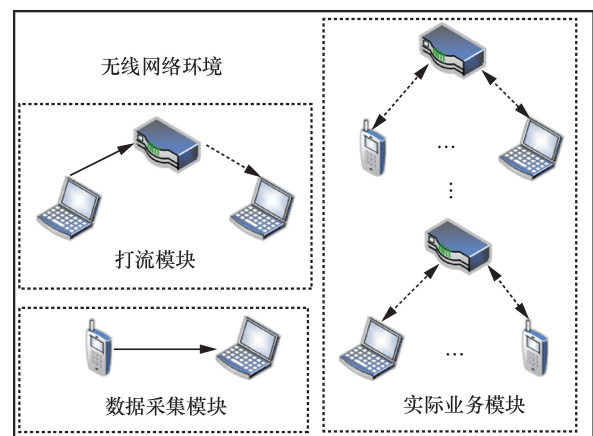 无线网络环境
打流模块
数据采集模块
…
⋮
…
实际业务模块